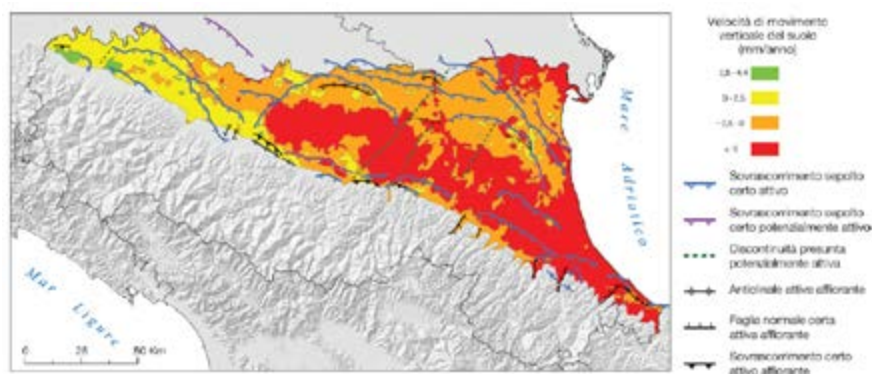 Velocità di movimento
verticale del suolo
(mm/anno)
Sovrascorrimento sepolto
certo attivo
Sovrascorrimento sepolto
certo potenzialmente attivo
Discontinuità presunta
potenzialmente attiva
Anticlinale attiva affiorante
Faglia normale certa
attiva affiorante
Sovrascorrimento certo
attivo affiorante
Mare Adriatico
Mar Ligure
0 25 50 Km